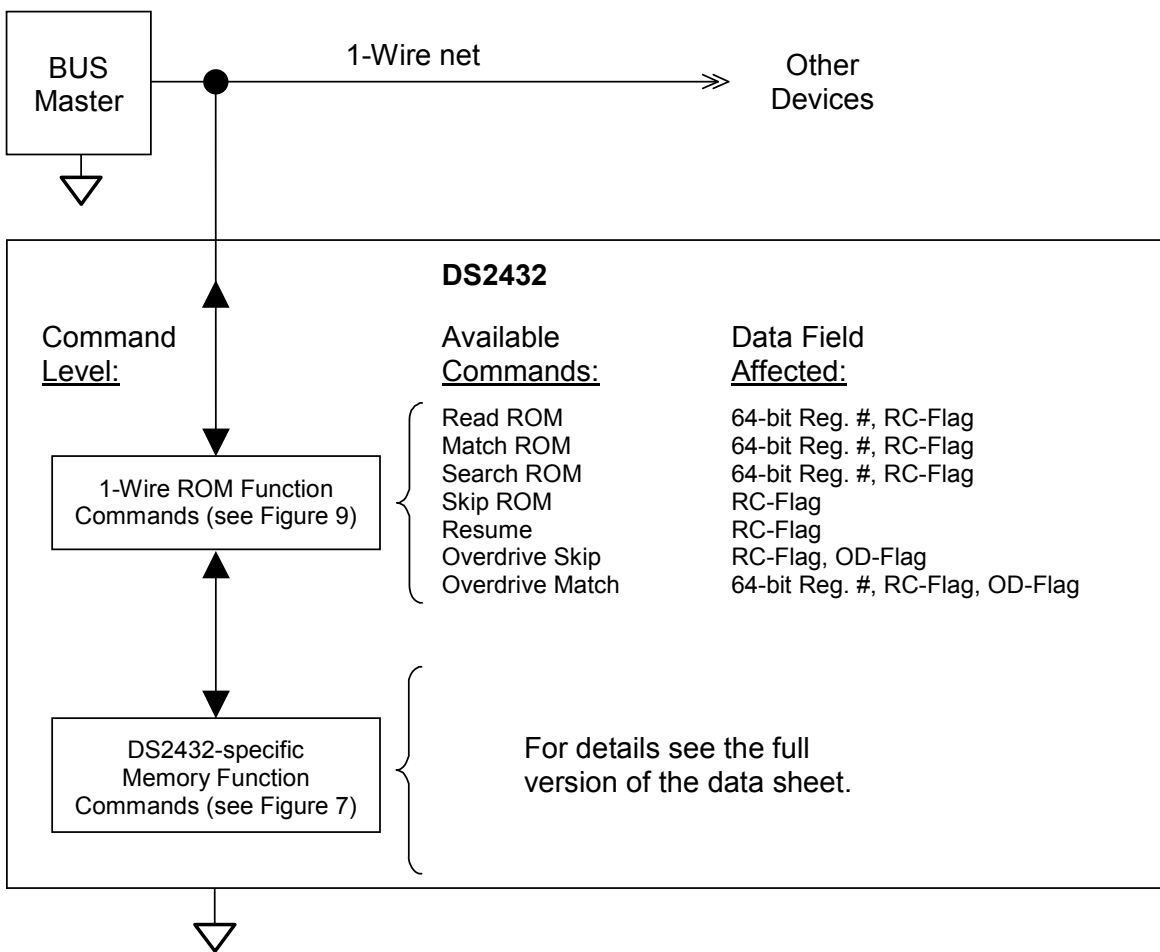 BUS
Master
1-Wire net
Other
Devices
DS2432
Command
Level:
Available
Commands:
Data Field
Affected:
Read ROM 64-bit Reg. #, RC-Flag
Match ROM 64-bit Reg. #, RC-Flag
Search ROM 64-bit Reg. #, RC-Flag
Skip ROM RC-Flag
Resume RC-Flag
Overdrive Skip RC-Flag, OD-Flag
Overdrive Match 64-bit Reg. #, RC-Flag, OD-Flag
1-Wire ROM Function
Commands (see Figure 9)
DS2432-specific
Memory Function
Commands (see Figure 7)
For details see the full
version of the data sheet.